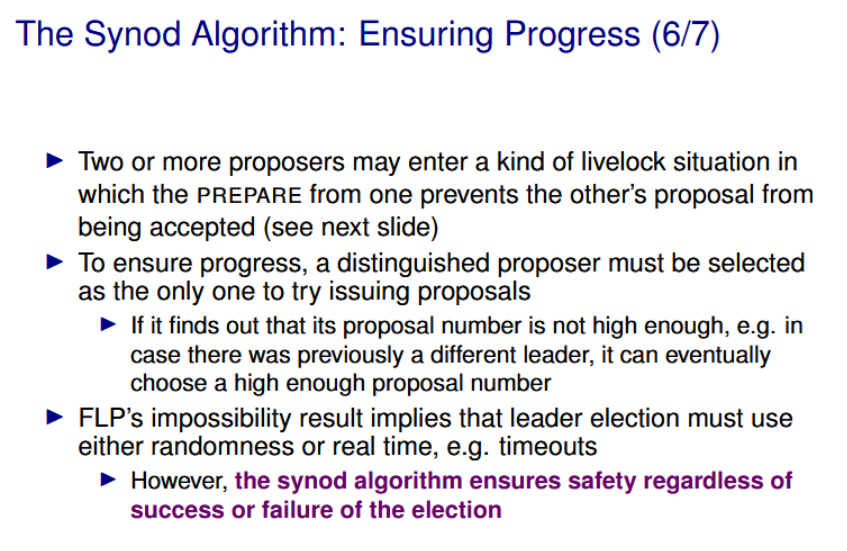 The Synod Algorithm: Ensuring Progress (6/7)
Two or more proposers may enter a kind of livelock situation in
which the PREPARE from one prevents the other's proposal from
being accepted (see next slide)
To ensure progress, a distinguished proposer must be selected
as the only one to try issuing proposals
If it finds out that its proposal number is not high enough, e.g. in
case there was previously a different leader, it can eventually
choose a high enough proposal number
FLP's impossibility result implies that leader election must use
either randomness or real time, e.g. timeouts
However, the synod algorithm ensures safety regardless of
success or failure of the election